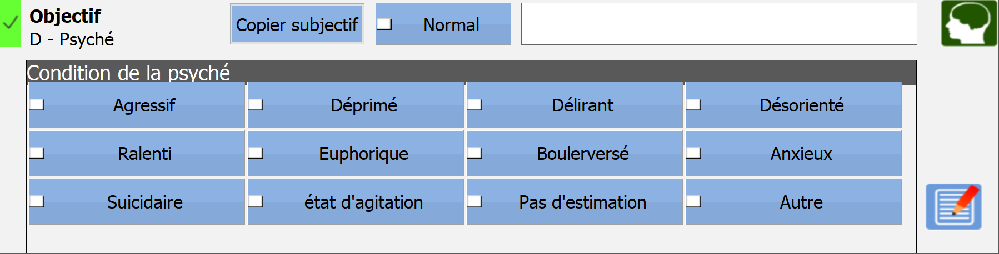 Objectif
D - Psyché
Copier subjectif
Normal
Condition de la psyché
Agressif Déprimé Délirant Désorienté
Ralenti Euphorique Boulerversé Anxieux
Suicidaire état d'agitation Pas d'estimation Autre